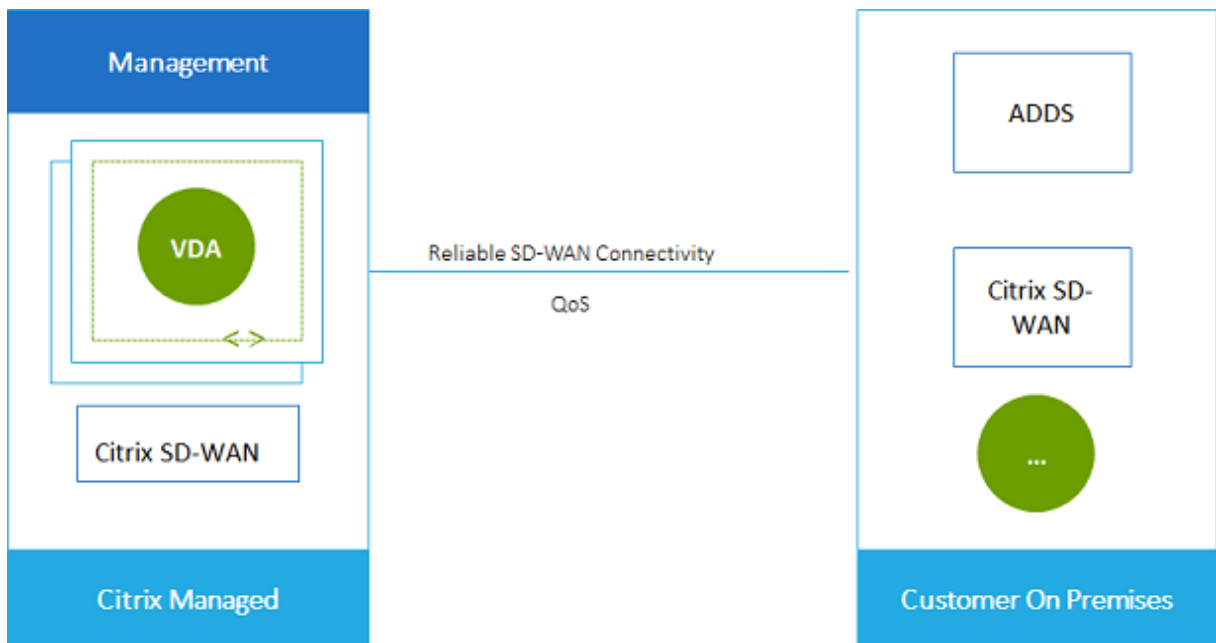 Management
VDA
Citrix SD-WAN
Citrix Managed
Reliable SD-WAN Connectivity
QoS
ADDS
Citrix SD-
WAN
...
Customer On Premises